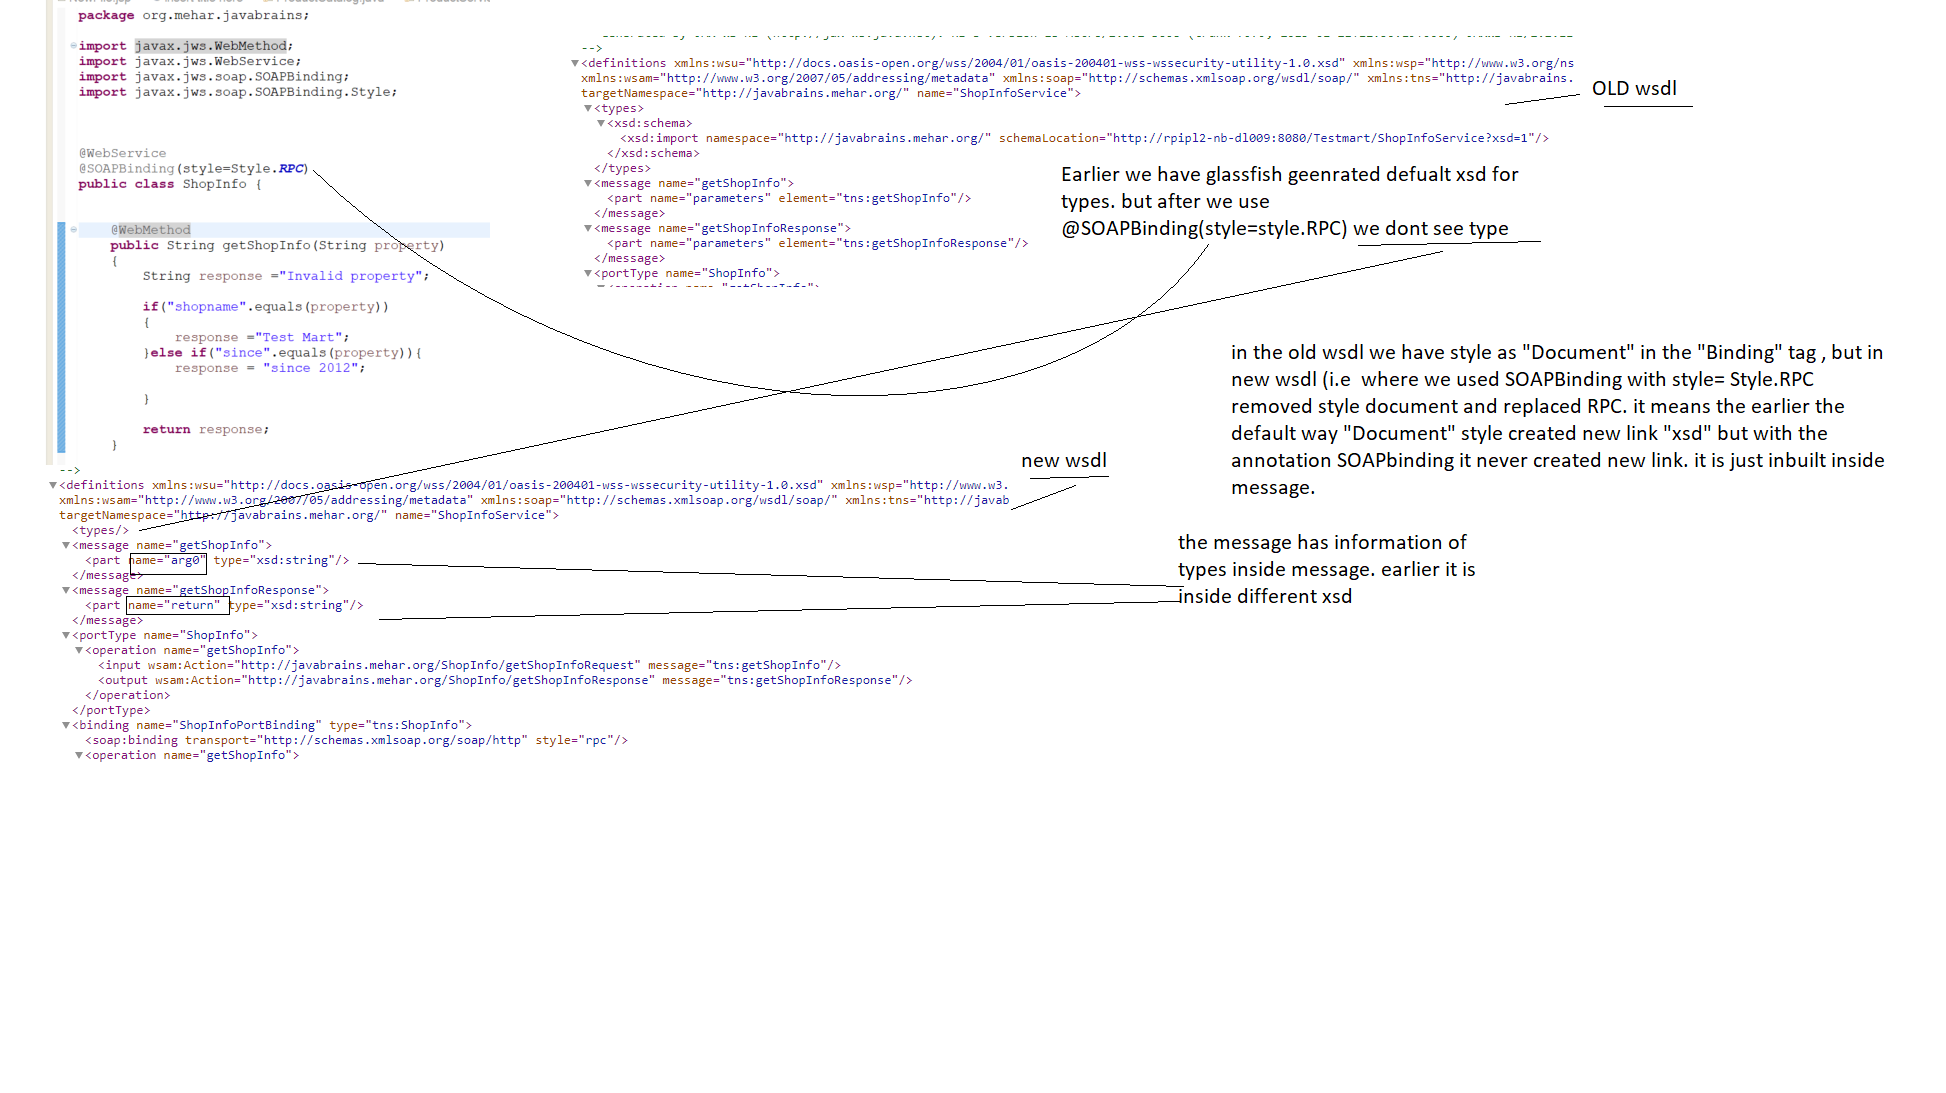 package org.mehar.javabrains;
import javax.jws.WebMethod;
import javax.jws.WebService;
import javax.jws.soap.SOAPBinding;
import javax.jws.soap.SOAPBinding.Style;
@WebService
@SOAPBinding(style=Style.RPC)
public class ShopInfo {
@WebMethod
public String getShopInfo(String property)
{
String response ="Invalid property";
if("shopname".equals(property))
{
response ="Test Mart";
}else if("since".equals(property)){
response = "since 2012";
}
return response;
}
-->
<definitions xmlns:wsu="http://docs.oasis-open.org/wss/2004/01/oasis-200401-wss-wssecurity-utility-1.0.xsd" xmlns:wsp="http://www.w3.org/ns
xmlns:wsam="http://www.w3.org/2007/05/addressing/metadata" xmlns:soap="http://schemas.xmlsoap.org/wsdl/soap/" xmlns:tns="http://javabrains.
targetNamespace="http://javabrains.mehar.org/" name="ShopInfoService">
<types>
<xsd:schema>
<xsd:import namespace="http://javabrains.mehar.org/" schemaLocation="http://rpipl2-nb-dl009:8080/Testmart/ShopInfoService?xsd=1"/>
</xsd:schema>
</types>
<message name="getShopInfo">
<part name="parameters" element="tns:getShopInfo"/>
</message>
<message name="getShopInfoResponse">
<part name="parameters" element="tns:getShopInfoResponse"/>
</message>
<portType name="ShopInfo">
OLD wsdl
Earlier we have glassfish geenrated defualt xsd for
types. but after we use
@SOAPBinding(style=style.RPC) we dont see type
in the old wsdl we have style as "Document" in the "Binding" tag , but in
new wsdl (i.e where we used SOAPBinding with style= Style.RPC
removed style document and replaced RPC. it means the earlier the
default way "Document" style created new link "xsd" but with the
annotation SOAPbinding it never created new link. it is just inbuilt inside
message.
new wsdl
-->
<definitions xmlns:wsu="http://docs.oasis-open.org/wss/2004/01/oasis-200401-wss-wssecurity-utility-1.0.xsd" xmlns:wsp="http://www.w3.
xmlns:wsam="http://www.w3.org/2007/05/addressing/metadata" xmlns:soap="http://schemas.xmlsoap.org/wsdl/soap/" xmlns:tns="http://javab
targetNamespace="http://javabrains.mehar.org/" name="ShopInfoService">
<types/>
<message name="getShopInfo">
<part name="arg0" type="xsd:string"/>
</message>
<message name="getShopInfoResponse">
<part name="return" type="xsd:string"/>
</message>
<portType name="ShopInfo">
<operation name="getShopInfo">
<input wsam:Action="http://javabrains.mehar.org/ShopInfo/getShopInfoRequest" message="tns:getShopInfo"/>
<output wsam:Action="http://javabrains.mehar.org/ShopInfo/getShopInfoResponse" message="tns:getShopInfoResponse"/>
</operation>
</portType>
<binding name="ShopInfoPortBinding" type="tns:ShopInfo">
<soap:binding transport="http://schemas.xmlsoap.org/soap/http" style="rpc"/>
<operation name="getShopInfo">
the message has information of
types inside message. earlier it is
inside different xsd